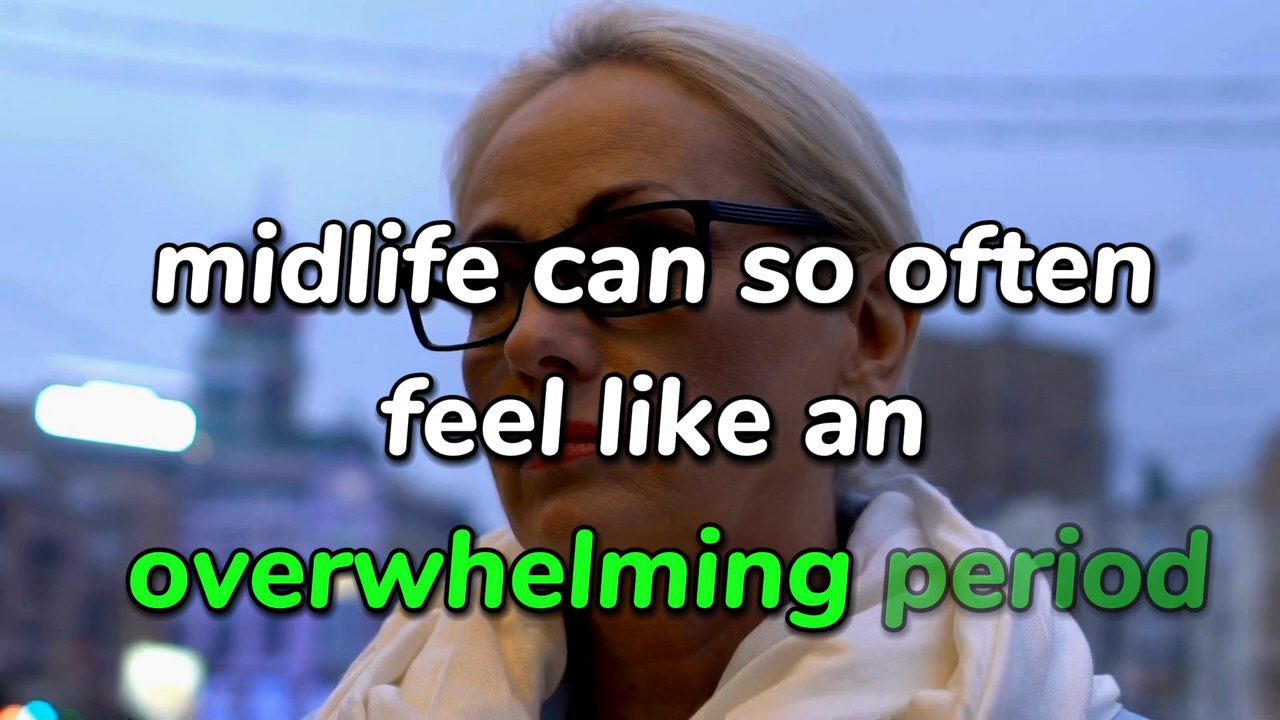 midlife can so often
feel like an
overwhelming period